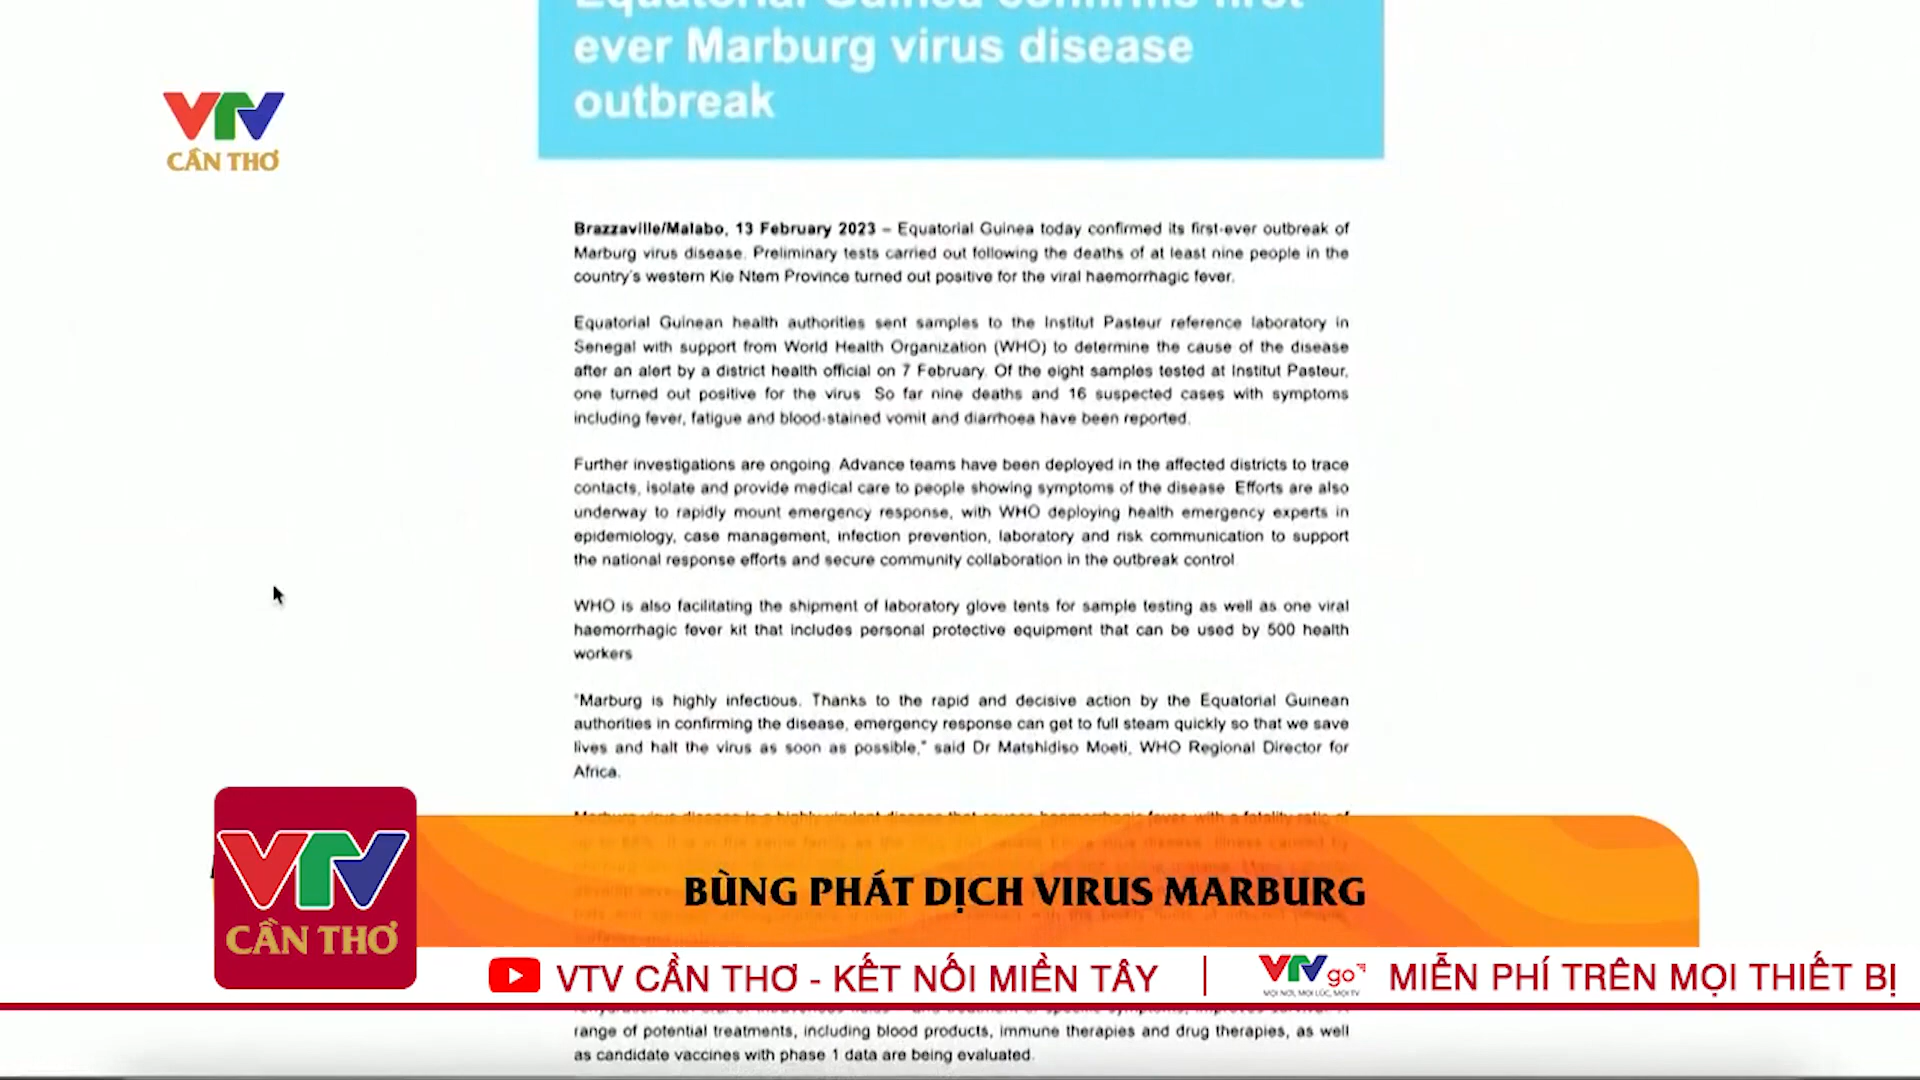 ever Marburg virus disease
outbreak
VTV
CẦN THƠ
Brazzaville/Malabo, 13 February 2023 – Equatorial Guinea today confirmed its first-ever outbreak of
Marburg virus disease. Preliminary tests carried out following the deaths of at least nine people in the
country's western Kie Ntem Province turned out positive for the viral haemorrhagic fever.
Equatorial Guinean health authorities sent samples to the Institut Pasteur reference laboratory in
Senegal with support from World Health Organization (WHO) to determine the cause of the disease
after an alert by a district health official on 7 February. Of the eight samples tested at Institut Pasteur,
one turned out positive for the virus. So far nine deaths and 16 suspected cases with symptoms
including fever, fatigue and blood-stained vomit and diarrhoea have been reported.
Further investigations are ongoing. Advance teams have been deployed in the affected districts to trace
contacts, isolate and provide medical care to people showing symptoms of the disease. Efforts are also
underway to rapidly mount emergency response, with WHO deploying health emergency experts in
epidemiology, case management, infection prevention, laboratory and risk communication to support
the national response efforts and secure community collaboration in the outbreak control
WHO is also facilitating the shipment of laboratory glove tents for sample testing as well as one viral
haemorrhagic fever kit that includes personal protective equipment that can be used by 500 health
workers
"Marburg is highly infectious. Thanks to the rapid and decisive action by the Equatorial Guinean
authorities in confirming the disease, emergency response can get to full steam quickly so that we save
lives and halt the virus as soon as possible," said Dr Matshidiso Moeti, WHO Regional Director for
Africa.
VTV
CẦN THƠ
BÙNG PHÁT DỊCH VIRUS MARBURG
VTV CẦN THƠ - KẾT NỐI MIỀN TÂY | VTV go MIỄN PHÍ TRÊN MỌI THIẾT BỊ
MỌI NƠI, MỌI LÚC, MỌI TV
range of potential treatments, including blood products, immune therapies and drug therapies, as well
as candidate vaccines with phase 1 data are being evaluated.